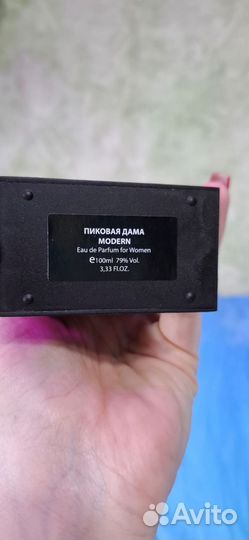 ПИКОВАЯ ДАМА
MODERN
Eau de Parfum for Women
℮100ml 79% Vol.
3,33 Fl.OZ.
Avito